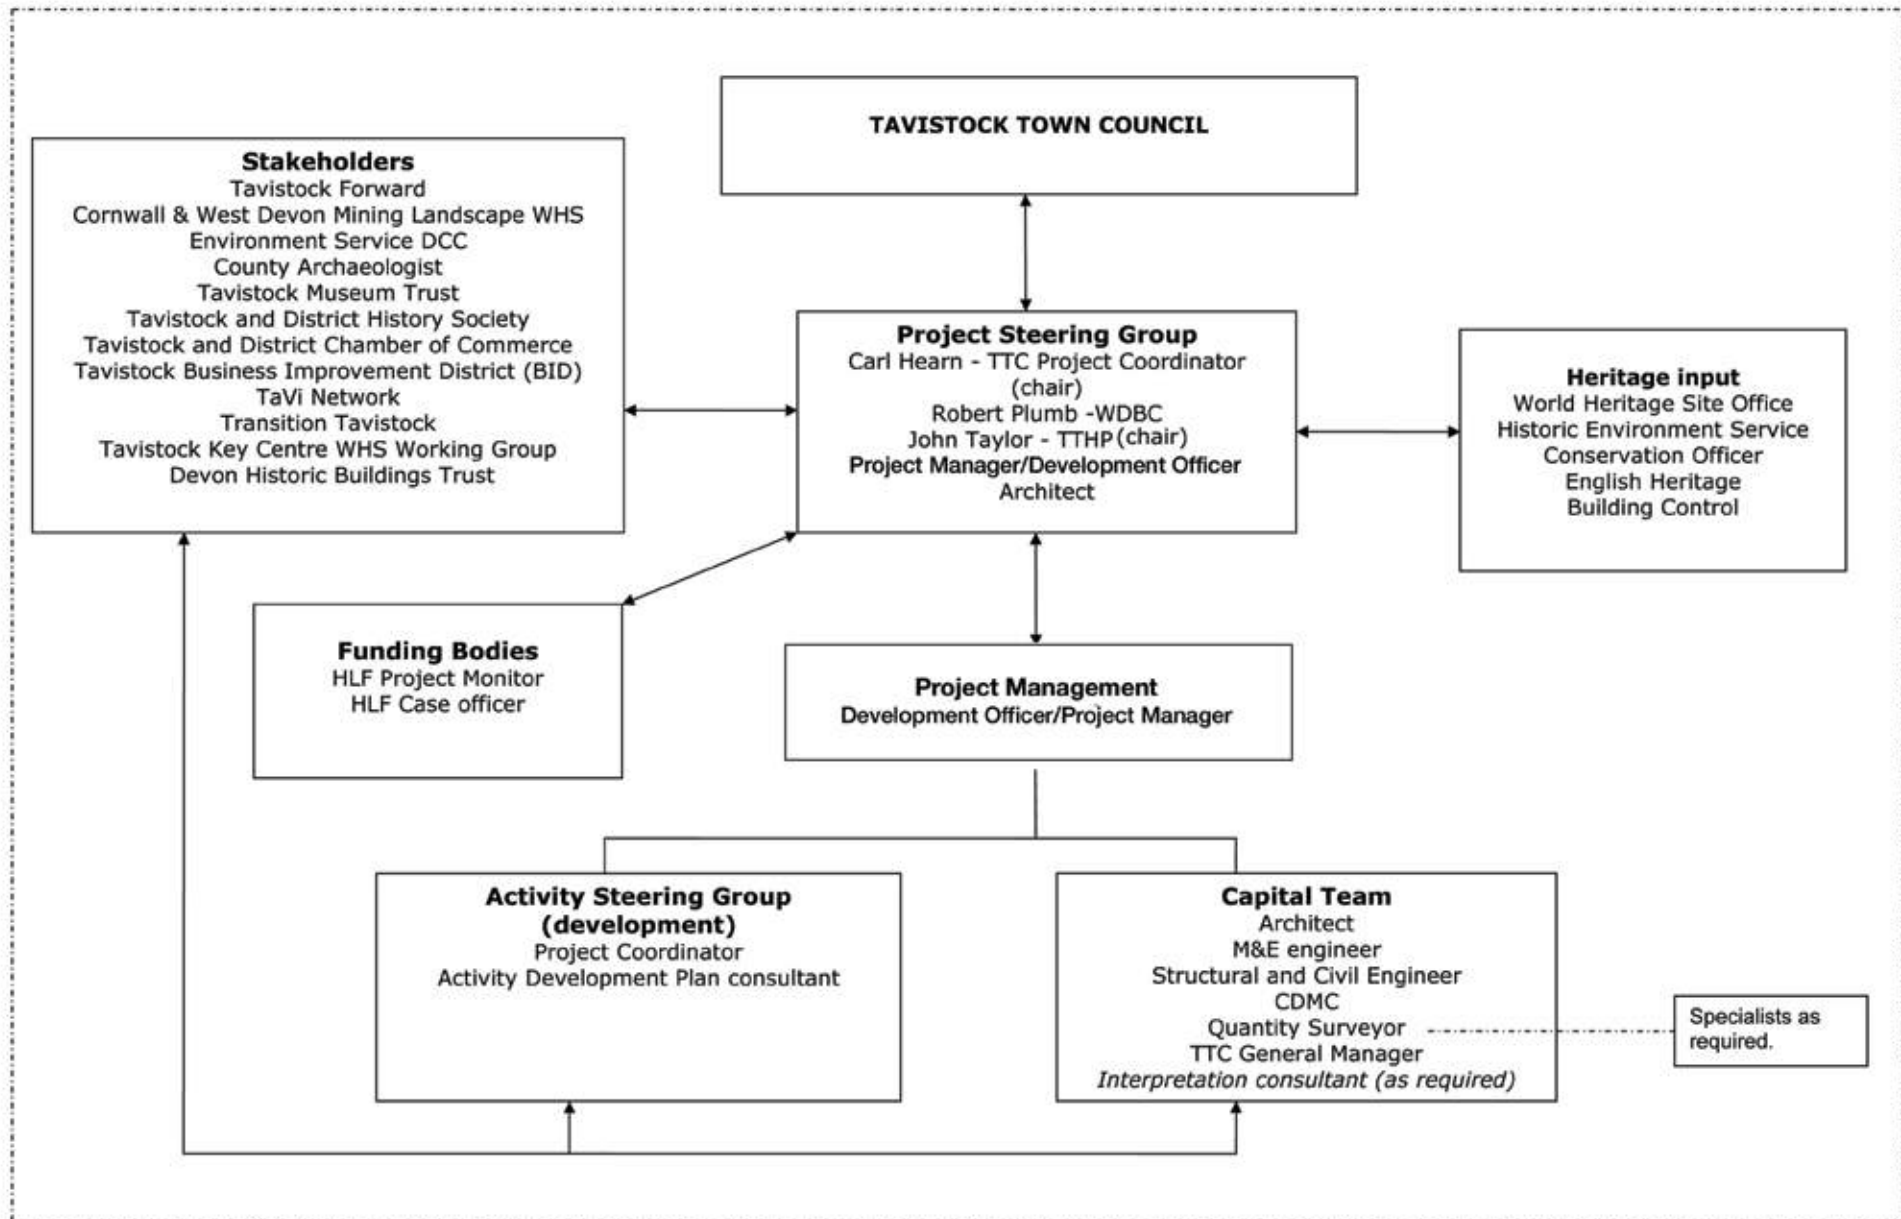 TAVISTOCK TOWN COUNCIL
Stakeholders
Tavistock Forward
Cornwall & West Devon Mining Landscape WHS
Environment Service DCC
County Archaeologist
Tavistock Museum Trust
Tavistock and District History Society
Tavistock and District Chamber of Commerce
Tavistock Business Improvement District (BID)
TaVi Network
Transition Tavistock
Tavistock Key Centre WHS Working Group
Devon Historic Buildings Trust
Project Steering Group
Carl Hearn - TTC Project Coordinator
(chair)
Robert Plumb -WDBC
John Taylor - TTHP (chair)
Project Manager/Development Officer
Architect
Heritage input
World Heritage Site Office
Historic Environment Service
Conservation Officer
English Heritage
Building Control
Funding Bodies
HLF Project Monitor
HLF Case officer
Project Management
Development Officer/Project Manager
Activity Steering Group
(development)
Project Coordinator
Activity Development Plan consultant
Capital Team
Architect
M&E engineer
Structural and Civil Engineer
CDMC
Quantity Surveyor
TTC General Manager
Interpretation consultant (as required)
Specialists as
required.